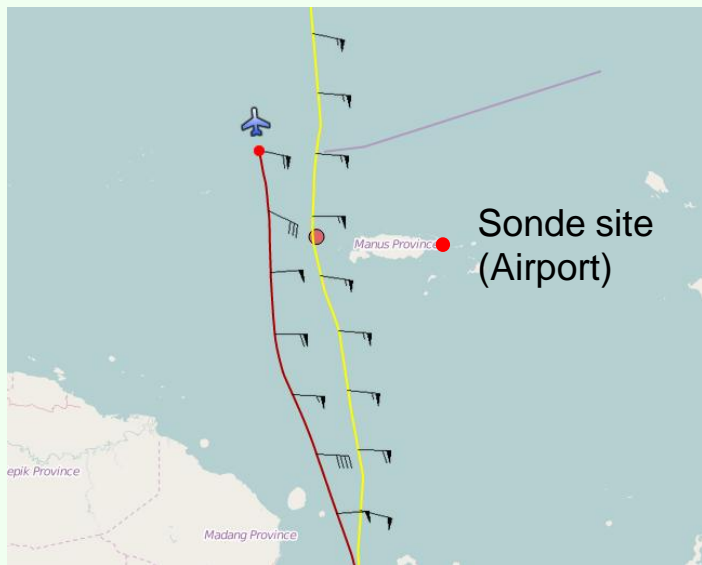 Sonde site
Manus Province
(Airport)
epik Province
Madang Province